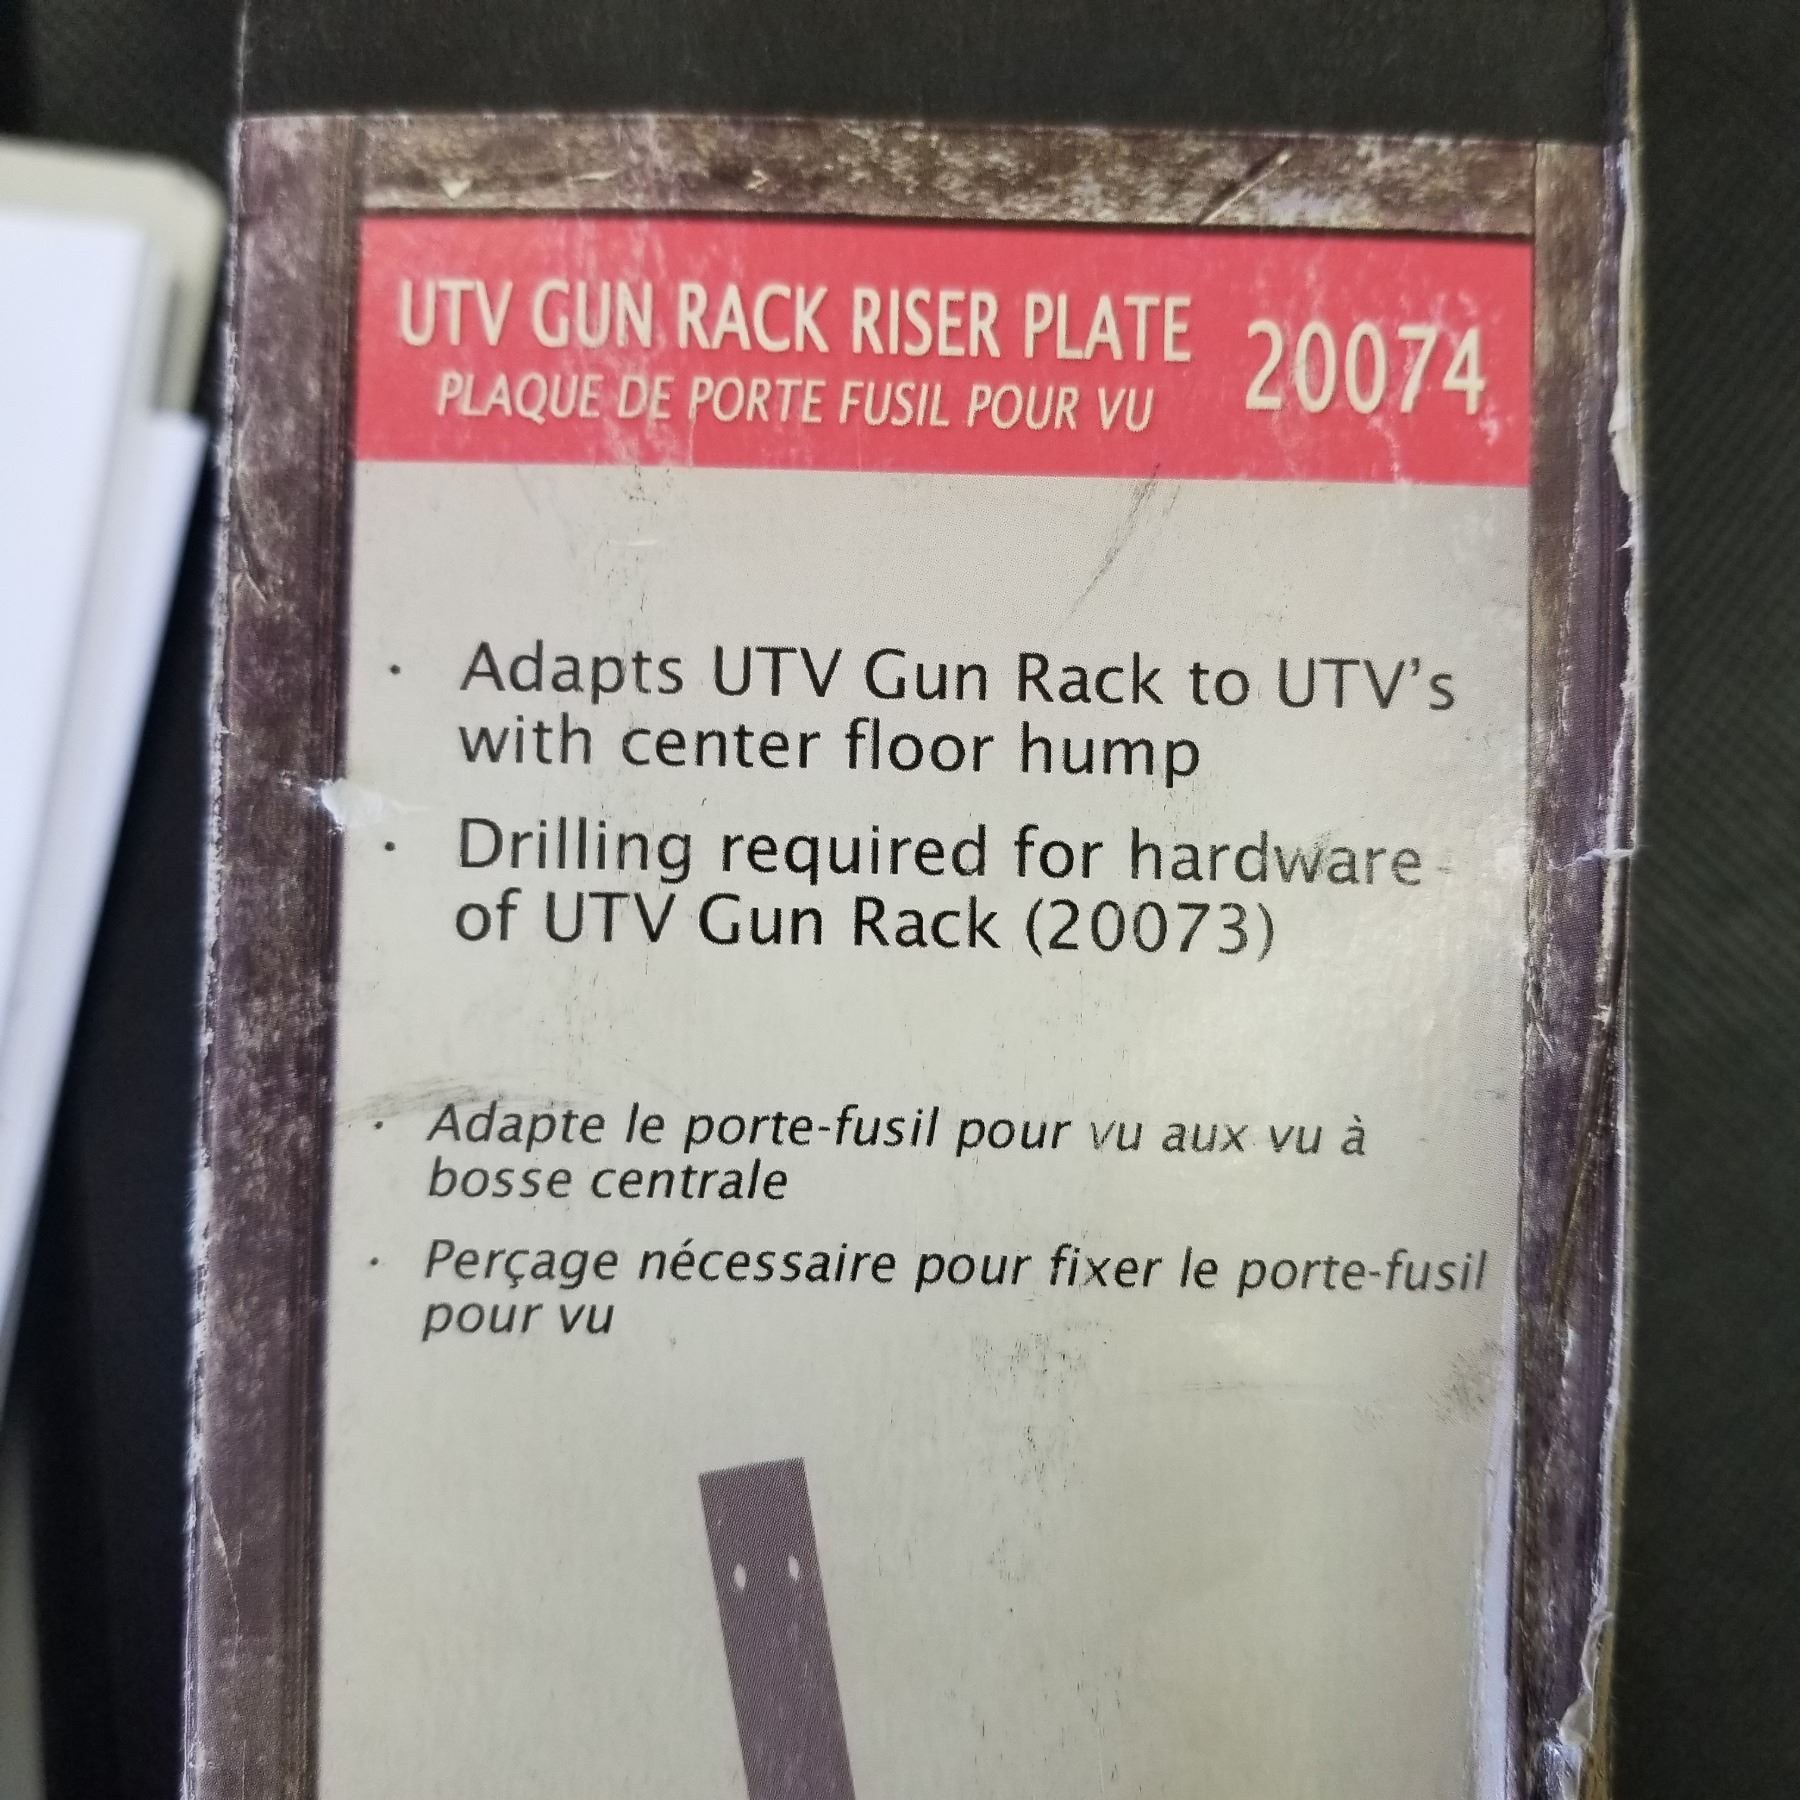 UTV GUN RACK RISER PLATE 20074
PLAQUE DE PORTE FUSIL POUR VU
· Adapts UTV Gun Rack to UTV's
with center floor hump
· Drilling required for hardware
of UTV Gun Rack (20073)
· Adapte le porte-fusil pour vu aux vu à
bosse centrale
· Perçage nécessaire pour fixer le porte-fusil
pour vu